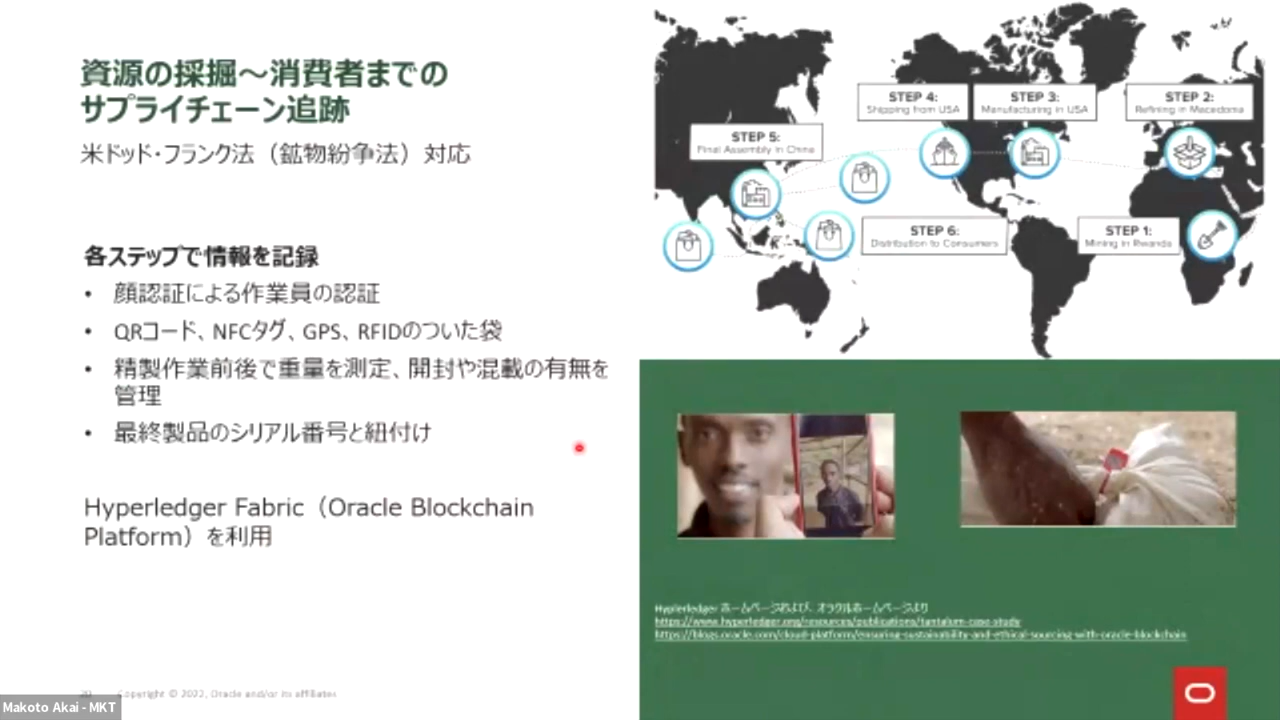 資源の採掘～消費者までの
サプライチェーン追跡
米ドッド・フランク法（鉱物紛争法）対応
各ステップで情報を記録
• 顔認証による作業員の認証
• QRコード、NFCタグ、GPS、RFIDのついた袋
• 精製作業前後で重量を測定、開封や混載の有無を
管理
• 最終製品のシリアル番号と紐付け
Hyperledger Fabric（Oracle Blockchain
Platform）を利用
STEP 4:
Shipping from USA
STEP 3:
Manufacturing in USA
STEP 2:
Refining in Macedonia
STEP 5:
Final Assembly in China
STEP 6:
Distribution to Consumers
STEP 1:
Mining in Rwanda
Hyperledger ホームページおよび、オラクルホームページより
https://www.hyperledger.org/resources/publications/tantalum-case-study
https://blogs.oracle.com/cloud-platform/ensuring-sustainability-and-ethical-sourcing-with-oracle-blockchain
Copyright © 2022, Oracle and/or its affiliates
Makoto Akai - MKT